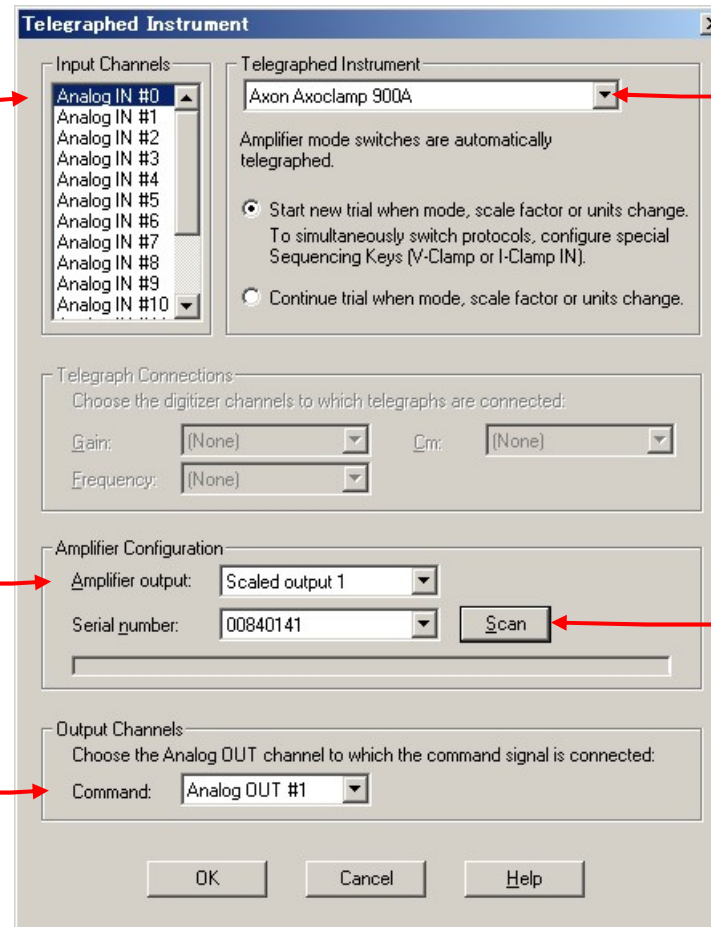 Telegraphed Instrument
Input Channels
Analog IN #0
Analog IN #1
Analog IN #2
Analog IN #3
Analog IN #4
Analog IN #5
Analog IN #6
Analog IN #7
Analog IN #8
Analog IN #9
Analog IN #10
Telegraphed Instrument
Axon Axoclamp 900A
Amplifier mode switches are automatically
telegraphed.
Start new trial when mode, scale factor or units change.
To simultaneously switch protocols, configure special
Sequencing Keys (V-Clamp or I-Clamp IN).
Continue trial when mode, scale factor or units change.
Telegraph Connections
Choose the digitizer channels to which telegraphs are connected:
Gain: (None) Cm: (None)
Frequency: (None)
Amplifier Configuration
Amplifier output: Scaled output 1
Serial number: 00840141 Scan
Output Channels
Choose the Analog OUT channel to which the command signal is connected:
Command: Analog OUT #1
OK Cancel Help